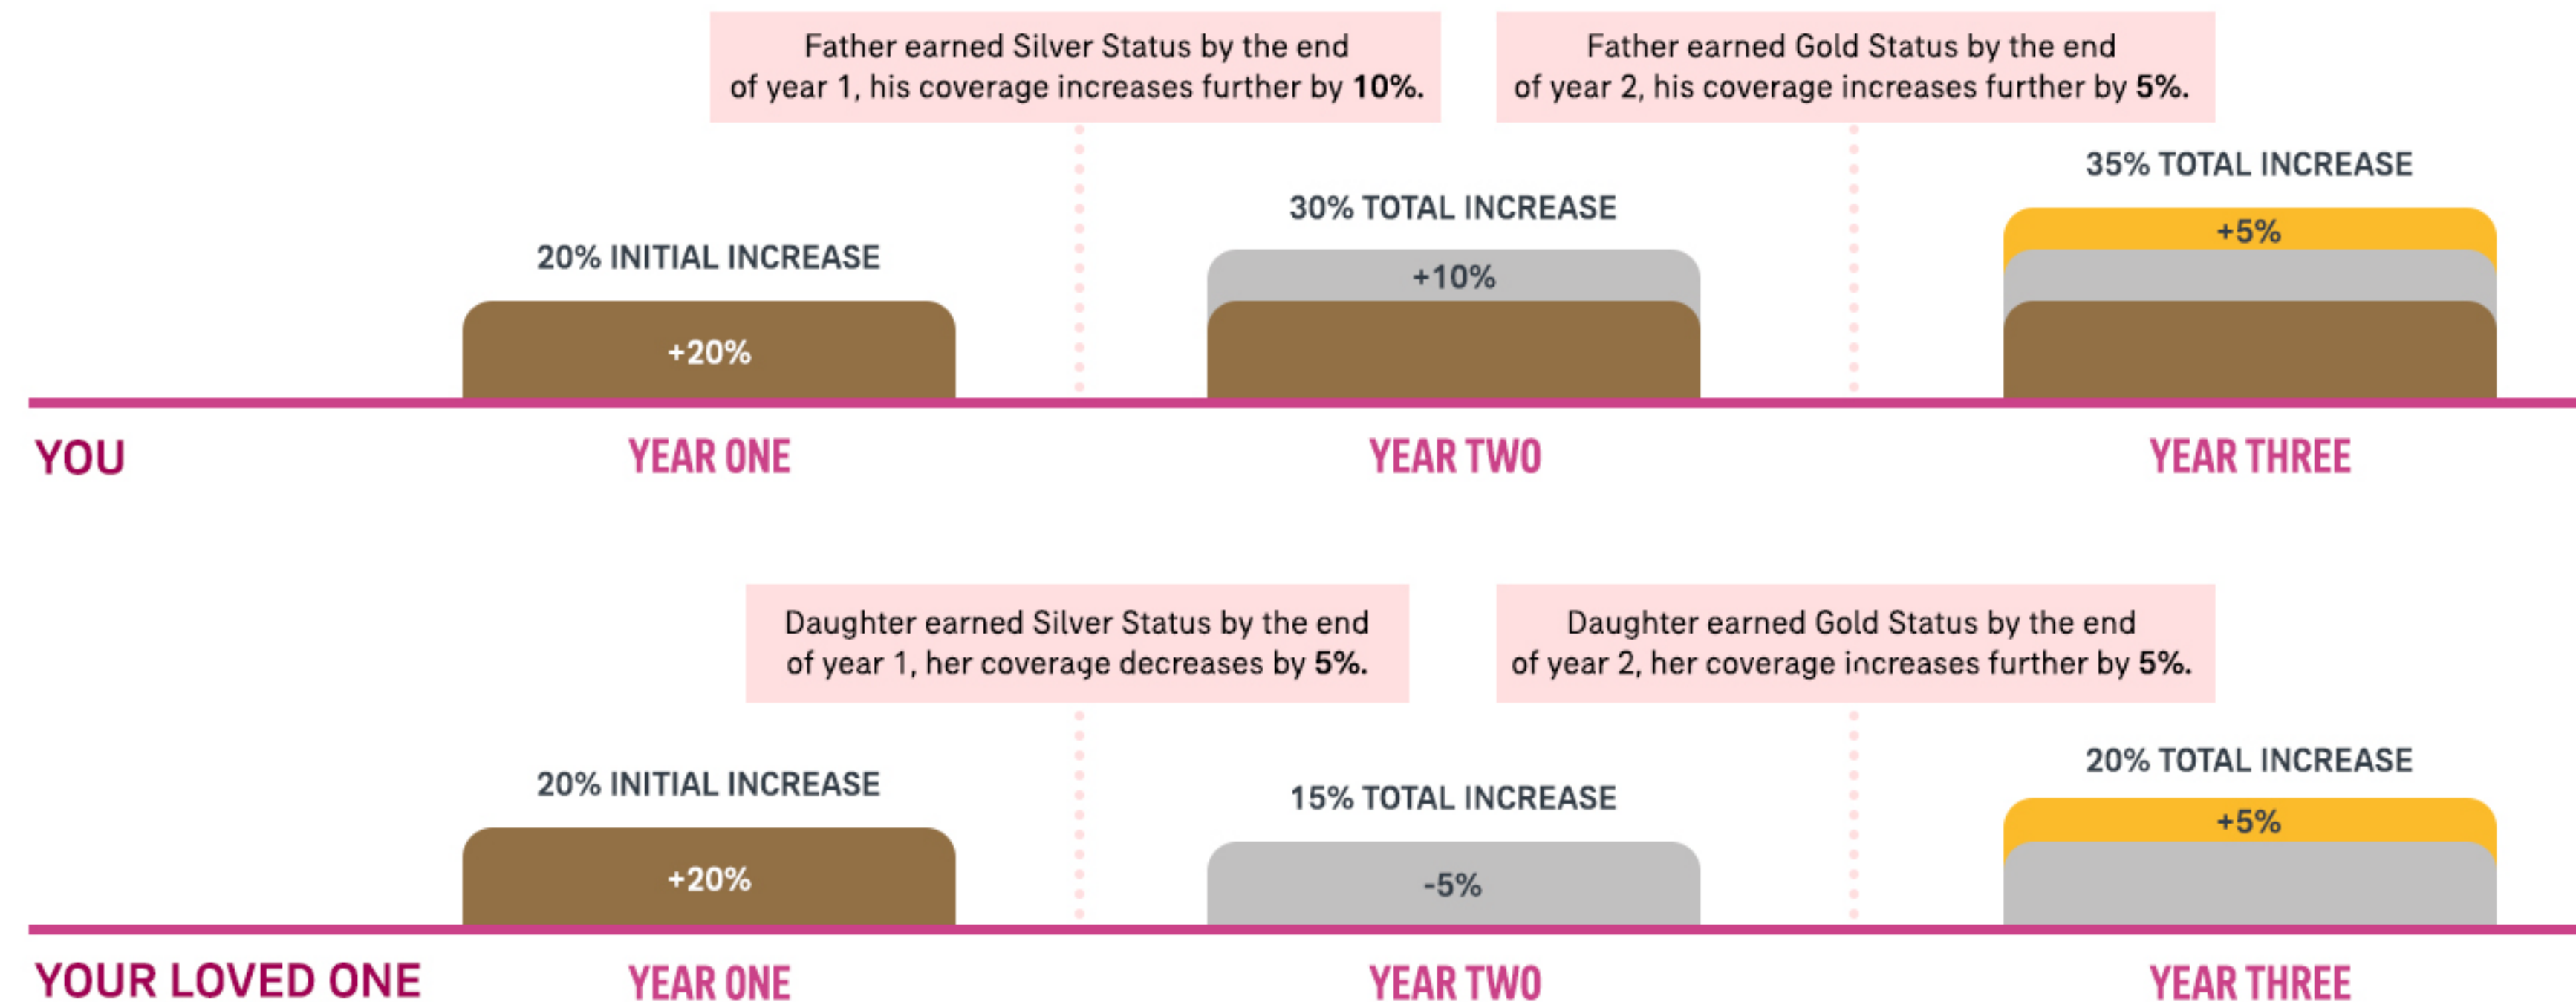 Father earned Silver Status by the end
of year 1, his coverage increases further by 10%.
Father earned Gold Status by the end
of year 2, his coverage increases further by 5%.
20% INITIAL INCREASE
+20%
30% TOTAL INCREASE
+10%
35% TOTAL INCREASE
+5%
YOU
YEAR ONE
YEAR TWO
YEAR THREE
Daughter earned Silver Status by the end
of year 1, her coverage decreases by 5%.
Daughter earned Gold Status by the end
of year 2, her coverage increases further by 5%.
20% INITIAL INCREASE
+20%
15% TOTAL INCREASE
-5%
20% TOTAL INCREASE
+5%
YOUR LOVED ONE
YEAR ONE
YEAR TWO
YEAR THREE